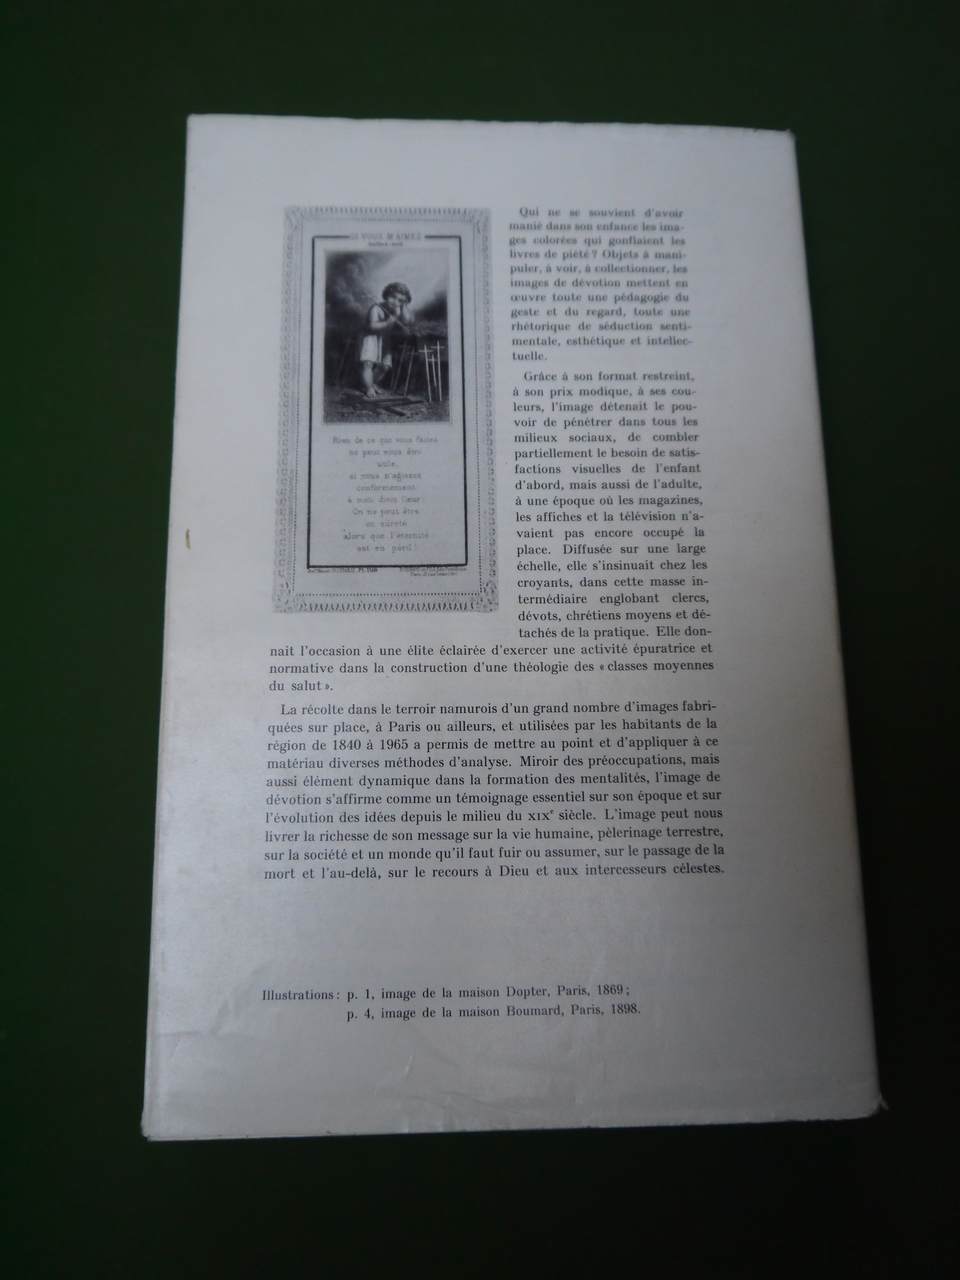 SI VOUS M'AIMEZ
Rien de ce que vous faites
ne peut vous être
utile
si vous n'agissez
conformement
à mon divin Cœur
On ne peut être
en sûreté
alors que l'éternité
est en péril !
Qui ne se souvient d'avoir
manié dans son enfance les ima-
ges colorées qui gonflaient les
livres de piété ? Objets à mani-
puler, à voir, à collectionner, les
images de dévotion mettent en
œuvre toute une pédagogie du
geste et du regard, toute une
rhétorique de séduction senti-
mentale, esthétique et intellec-
tuelle.
Grâce à son format restreint,
à son prix modique, à ses cou-
leurs, l'image détenait le pou-
voir de pénétrer dans tous les
milieux sociaux, de combler
partiellement le besoin de satis-
factions visuelles de l'enfant
d'abord, mais aussi de l'adulte,
à une époque où les magazines,
les affiches et la télévision n'a-
vaient pas encore occupé la
place. Diffusée sur une large
échelle, elle s'insinuait chez les
croyants, dans cette masse in-
termédiaire englobant clercs,
dévots, chrétiens moyens et dé-
tachés de la pratique. Elle don-
nait l'occasion à une élite éclairée d'exercer une activité épuratrice et
normative dans la construction d'une théologie des « classes moyennes
du salut ».
La récolte dans le terroir namurois d'un grand nombre d'images fabri-
quées sur place, à Paris ou ailleurs, et utilisées par les habitants de la
région de 1840 à 1965 a permis de mettre au point et d'appliquer à ce
matériau diverses méthodes d'analyse. Miroir des préoccupations, mais
aussi élément dynamique dans la formation des mentalités, l'image de
dévotion s'affirme comme un témoignage essentiel sur son époque et sur
l'évolution des idées depuis le milieu du XIXe siècle. L'image peut nous
livrer la richesse de son message sur la vie humaine, pèlerinage terrestre,
sur la société et un monde qu'il faut fuir ou assumer, sur le passage de la
mort et l'au-delà, sur le recours à Dieu et aux intercesseurs célestes.
Illustrations : p. 1, image de la maison Dopter, Paris, 1869 ;
p. 4, image de la maison Boumard, Paris, 1898.